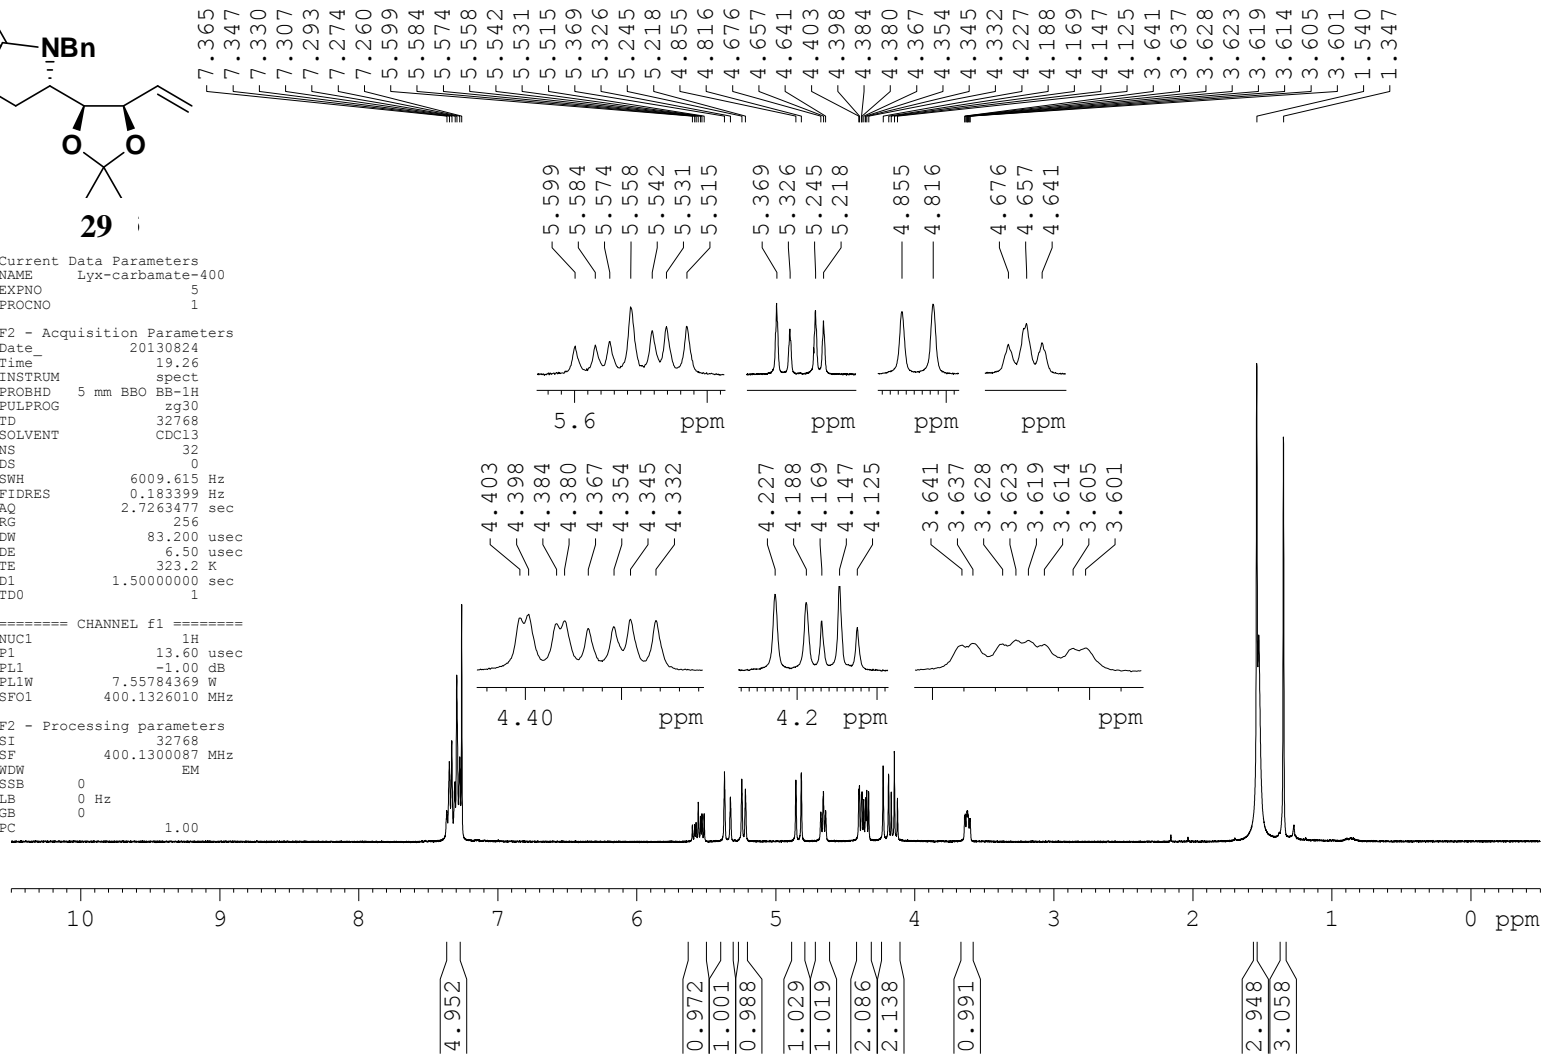 7.365 7.347 7.330 7.307 7.293 7.274 7.260 5.599 5.584 5.574 5.558 5.542 5.531 5.515 5.369 5.326 5.245 5.218 4.855 4.816 4.676 4.657 4.641 4.403 4.398 4.384 4.380 4.367 4.354 4.345 4.332 4.227 4.188 4.169 4.147 4.125 3.641 3.637 3.628 3.623 3.619 3.614 3.605 3.601 1.540 1.347
NBn
O O
29
5.599 5.584 5.574 5.558 5.542 5.531 5.515
5.369 5.326 5.245 5.218
4.855 4.816
4.676 4.657 4.641
5.6 ppm
ppm
ppm
ppm
4.403 4.398 4.384 4.380 4.367 4.354 4.345 4.332
4.227 4.188 4.169 4.147 4.125
3.641 3.637 3.628 3.623 3.619 3.614 3.605 3.601
4.40 ppm
4.2 ppm
ppm
Current Data Parameters
NAME Lyx-carbamate-400
EXPNO 5
PROCNO 1
F2 - Acquisition Parameters
Date_ 20130824
Time 19.26
INSTRUM spect
PROBHD 5 mm BBO BB-1H
PULPROG zg30
TD 32768
SOLVENT CDCl3
NS 32
DS 0
SWH 6009.615 Hz
FIDRES 0.183399 Hz
AQ 2.7263477 sec
RG 256
DW 83.200 usec
DE 6.50 usec
TE 323.2 K
D1 1.50000000 sec
TD0 1
======== CHANNEL f1 ========
NUC1 1H
P1 13.60 usec
PL1 -1.00 dB
PL1W 7.55784369 W
SFO1 400.1326010 MHz
F2 - Processing parameters
SI 32768
SF 400.1300087 MHz
WDW EM
SSB 0
LB 0 Hz
GB 0
PC 1.00
10 9 8 7 6 5 4 3 2 1 0 ppm
4.952 0.972 1.001 0.988 1.029 1.019 2.086 2.138 0.991 2.948 3.058